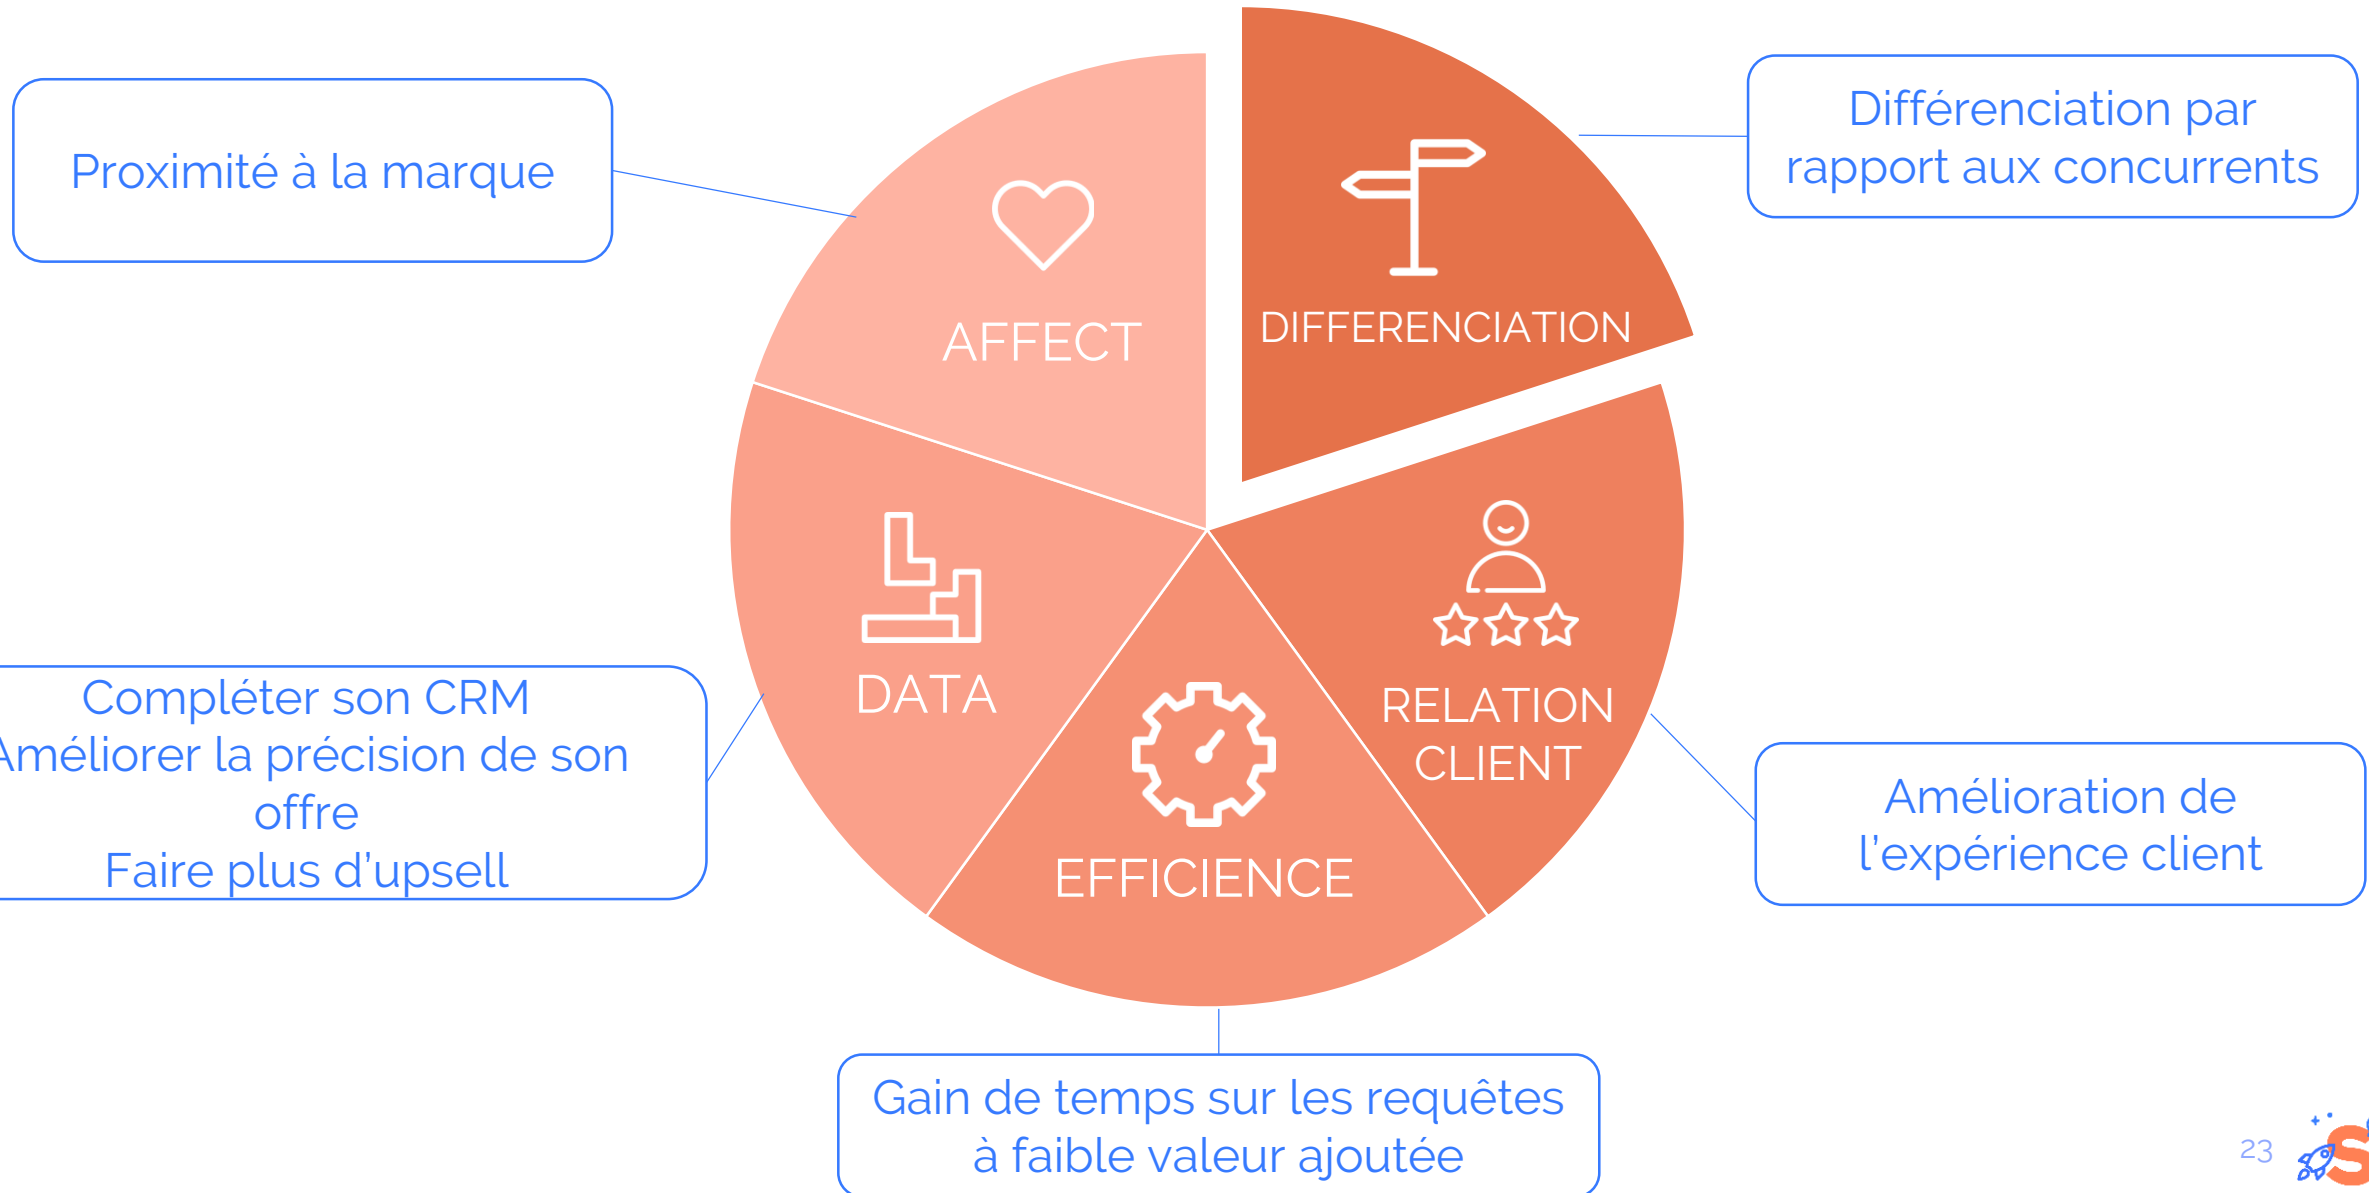 Proximité à la marque
Différenciation par
rapport aux concurrents
AFFECT
DIFFERENCIATION
DATA
RELATION
CLIENT
EFFICIENCE
Compléter son CRM
Améliorer la précision de son
offre
Faire plus d’upsell
Amélioration de
l’expérience client
Gain de temps sur les requêtes
à faible valeur ajoutée
23
S